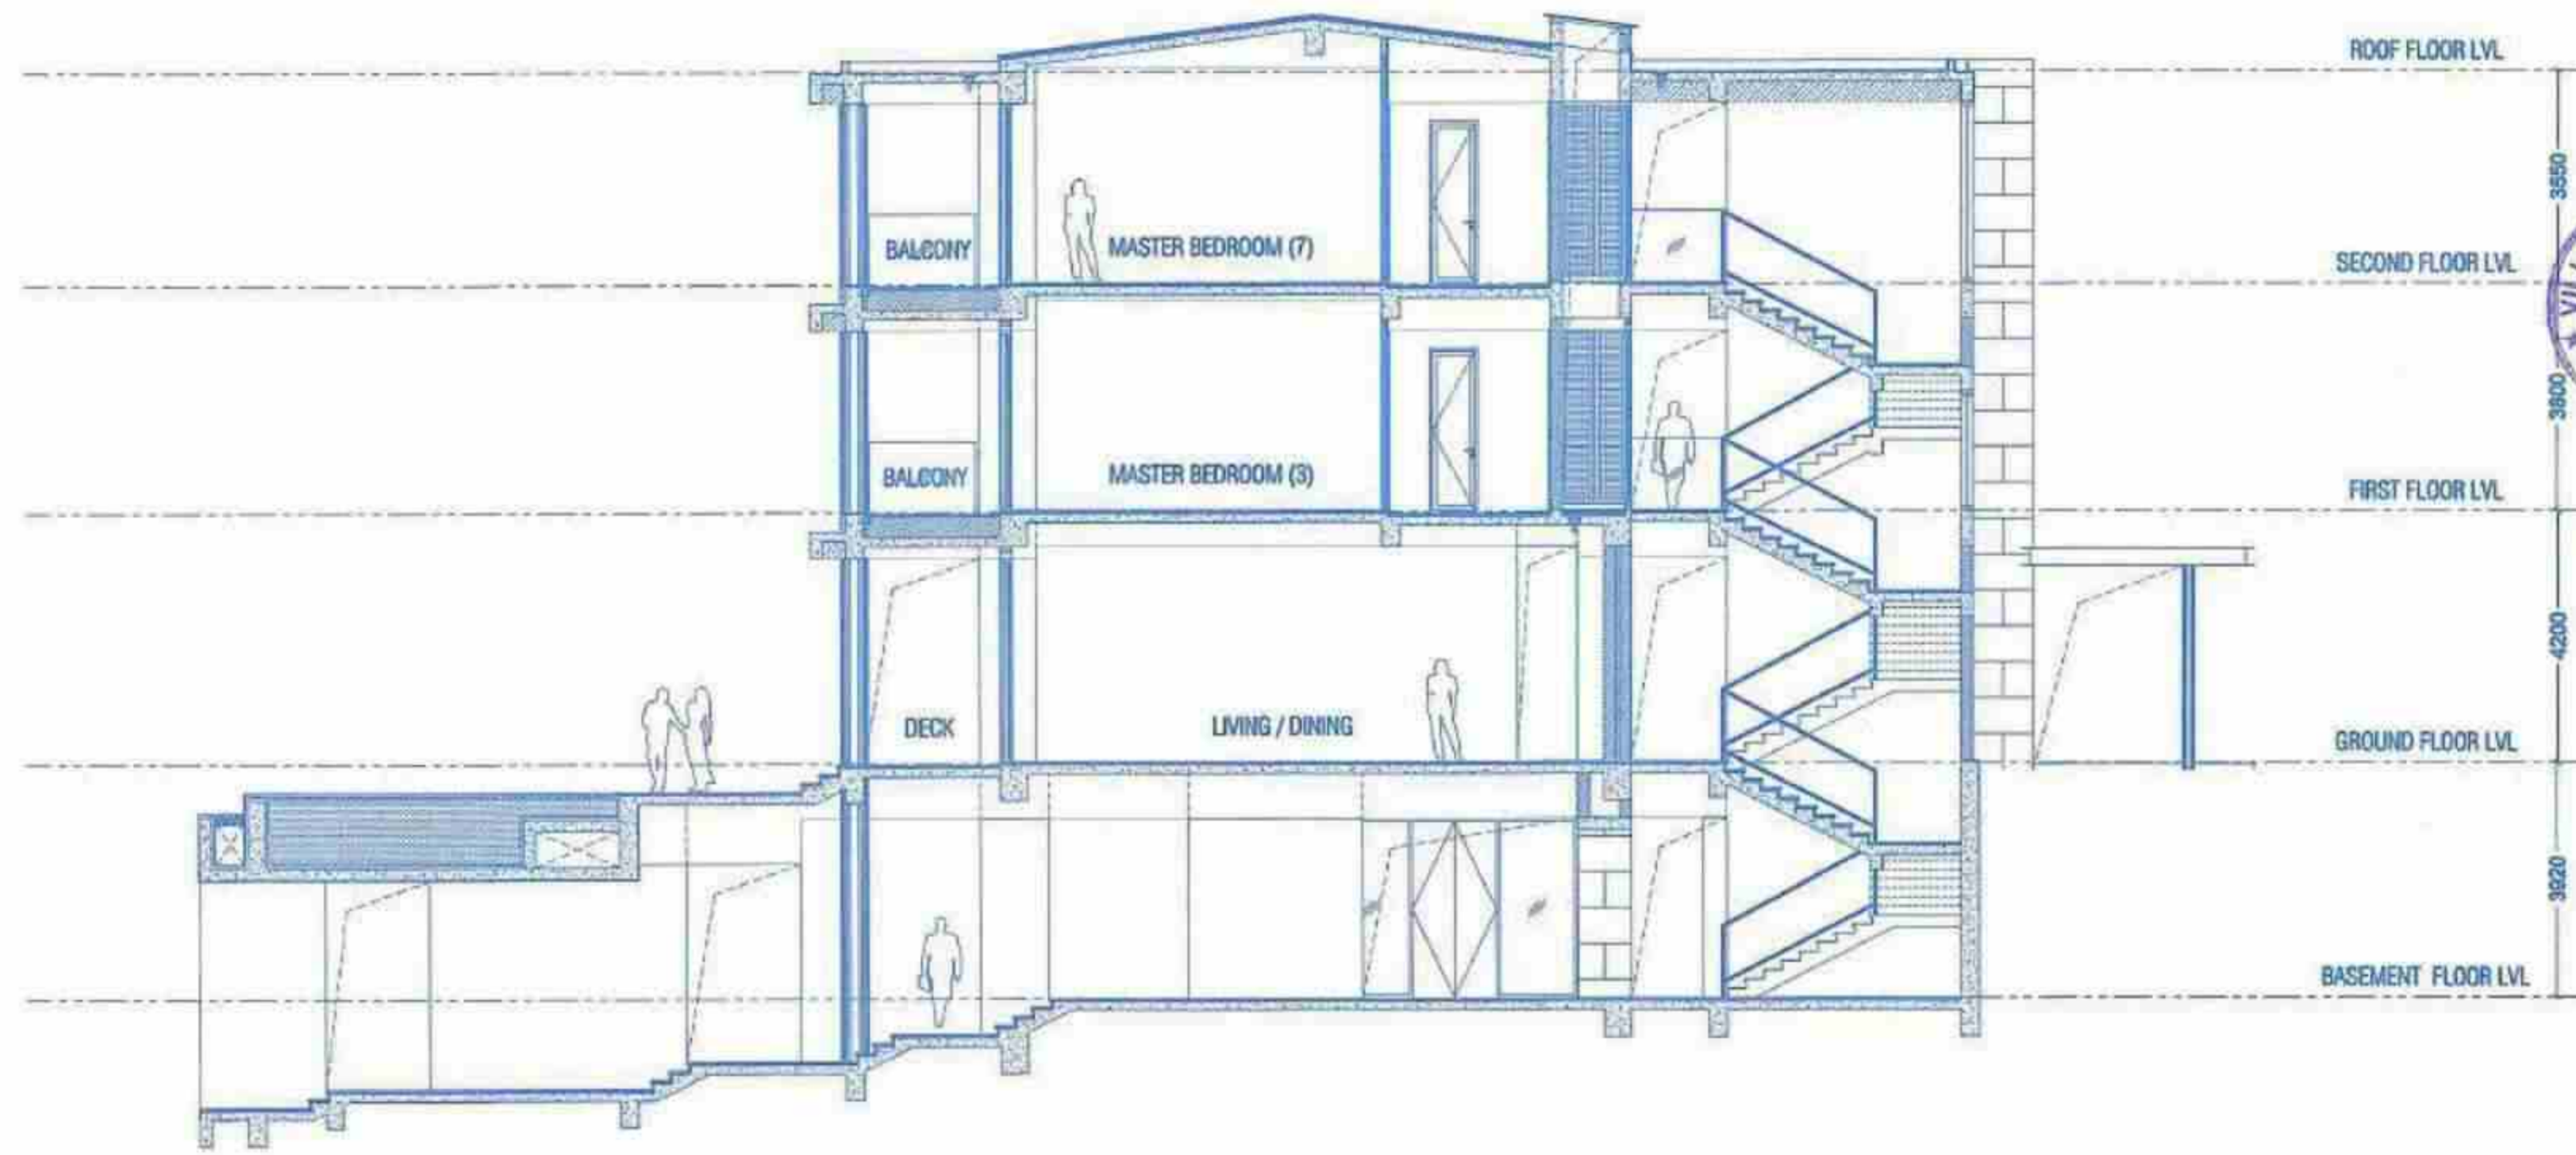 ROOF FLOOR LVL
3550
BALCONY
MASTER BEDROOM (7)
SECOND FLOOR LVL
3800
BALCONY
MASTER BEDROOM (3)
FIRST FLOOR LVL
4200
DECK
LIVING / DINING
GROUND FLOOR LVL
3920
BASEMENT FLOOR LVL